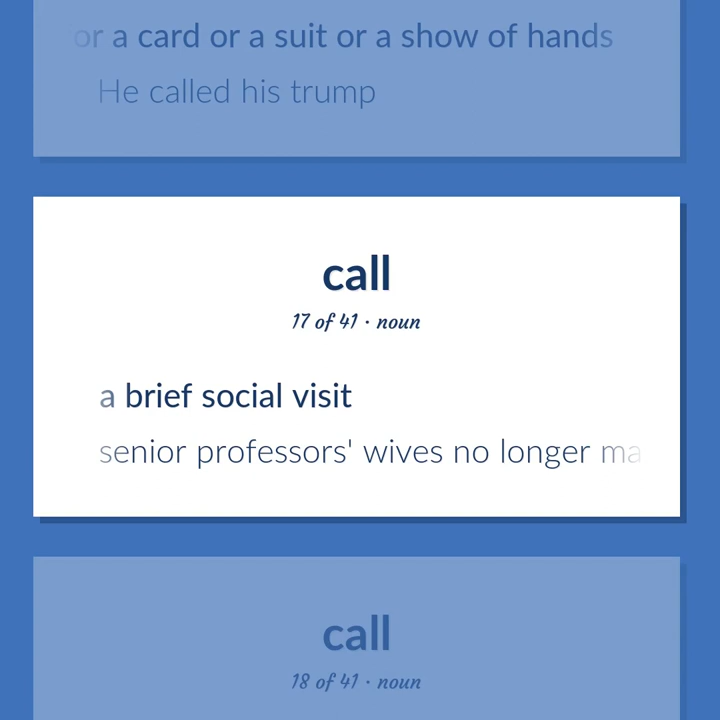 or a card or a suit or a show of hands
He called his trump
call
17 of 41 · noun
a brief social visit
senior professors' wives no longer ma
call
18 of 41 · noun